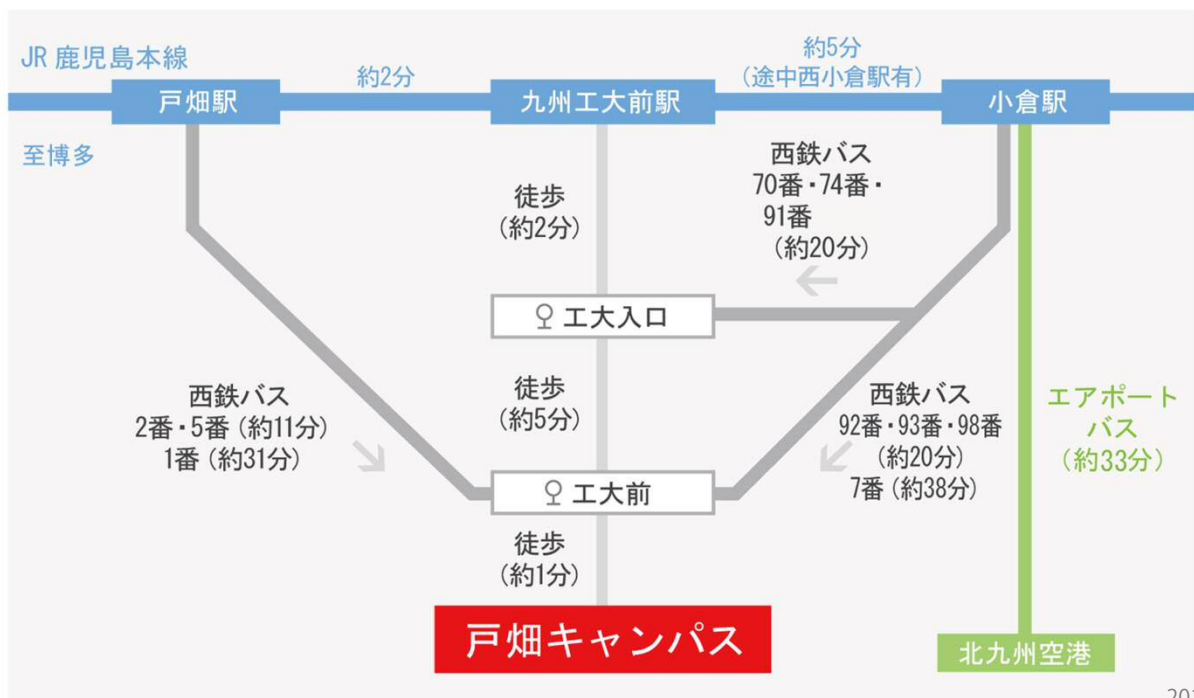 JR 鹿児島本線
約2分
約5分
(途中西小倉駅有)
戸畑駅
九州工大前駅
小倉駅
至博多
徒歩
(約2分)
西鉄バス
70番・74番・
91番
(約20分)
工大入口
西鉄バス
2番・5番 (約11分)
1番 (約31分)
徒歩
(約5分)
西鉄バス
92番・93番・98番
(約20分)
7番 (約38分)
エアポート
バス
(約33分)
工大前
徒歩
(約1分)
戸畑キャンパス
北九州空港